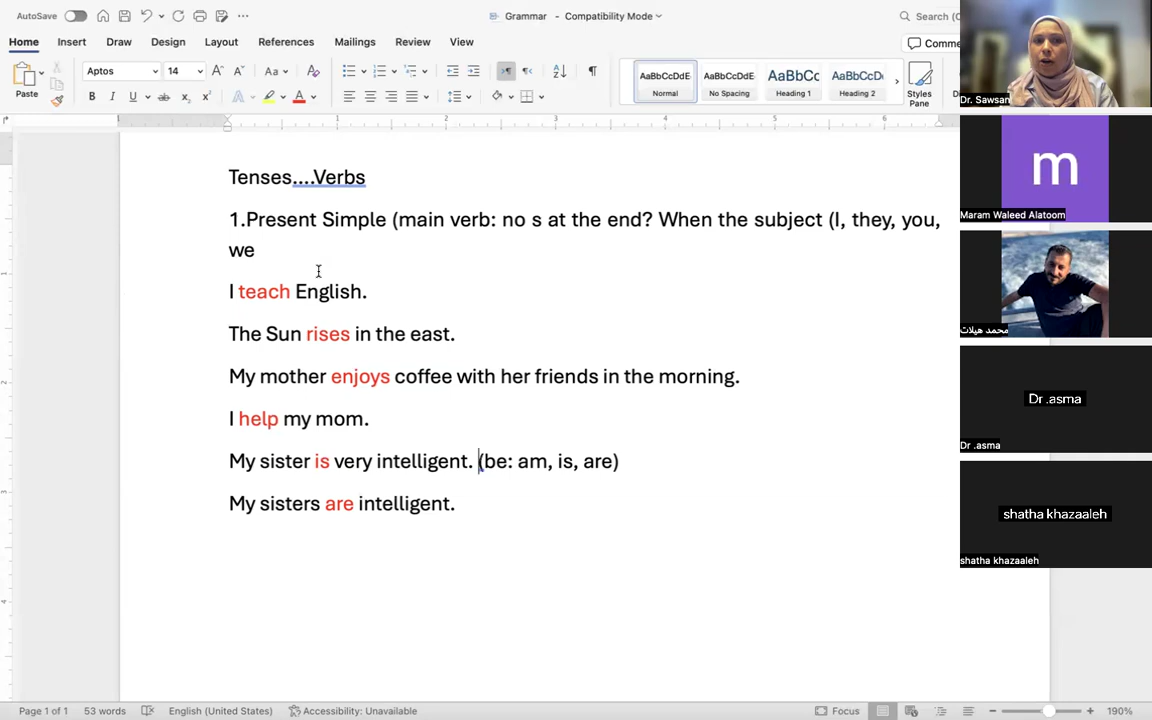 AutoSave
Grammar - Compatibility Mode
Search (C
Home Insert Draw Design Layout References Mailings Review View
Comme
Paste
Aptos 14
AaBbCcDdE AaBbCcDdE AaBbCc AaBbCcDc
Normal No Spacing Heading 1 Heading 2
Styles Pane
Tenses....Verbs
1.Present Simple (main verb: no s at the end? When the subject (I, they, you,
we
I teach English.
The Sun rises in the east.
My mother enjoys coffee with her friends in the morning.
I help my mom.
My sister is very intelligent. (be: am, is, are)
My sisters are intelligent.
Dr. Sawsan
m
Maram Waleed Alatoom
محمد هيلات
Dr .asma
Dr .asma
shatha khazaaleh
shatha khazaaleh
Page 1 of 1 53 words English (United States) Accessibility: Unavailable Focus 190%